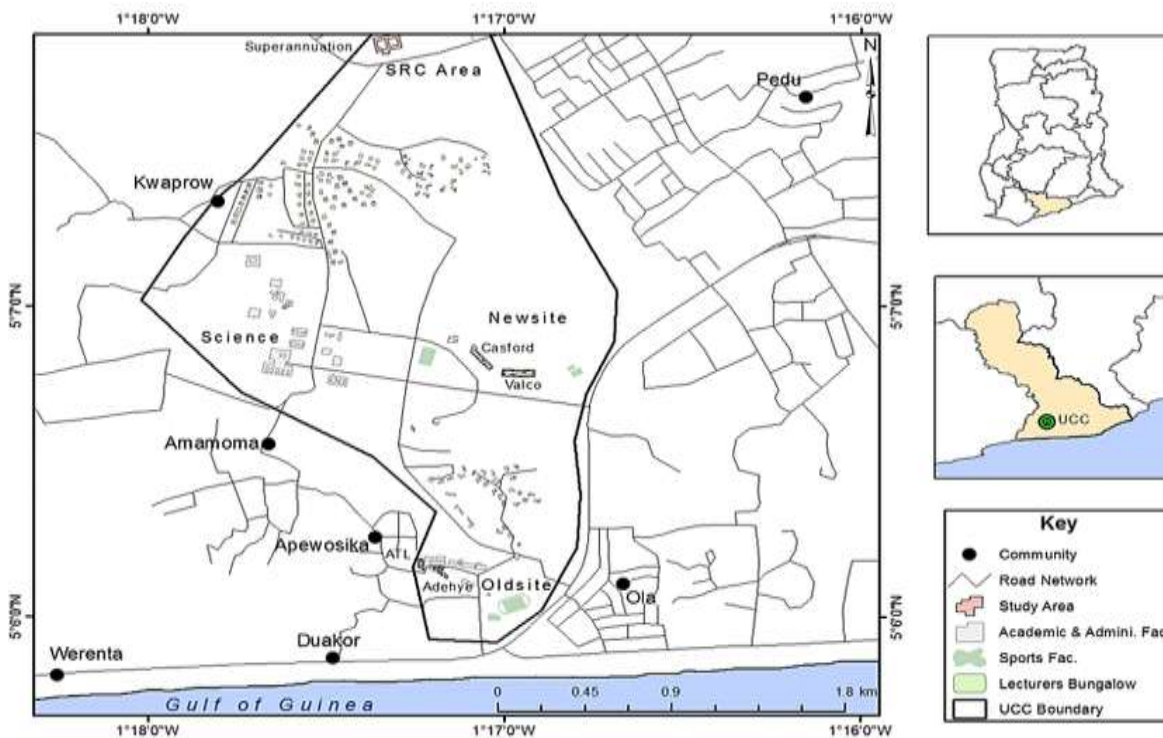 1°18'0"W
1°17'0"W
1°16'0"W
Superannuation
SRC Area
N
Pedu
Kwaprow
5°7'0"N
5°7'0"N
Newsite
Science
Casford
Valco
Amamoma
Apewosika
ATL
Adehye
Oldsite
Ola
5°6'0"N
5°6'0"N
Duakor
Werenta
0 0.45 0.9 1.8 km
Gulf of Guinea
1°18'0"W
1°17'0"W
1°16'0"W
UCC
Key
Community
Road Network
Study Area
Academic & Admini. Fac
Sports Fac.
Lecturers Bungalow
UCC Boundary